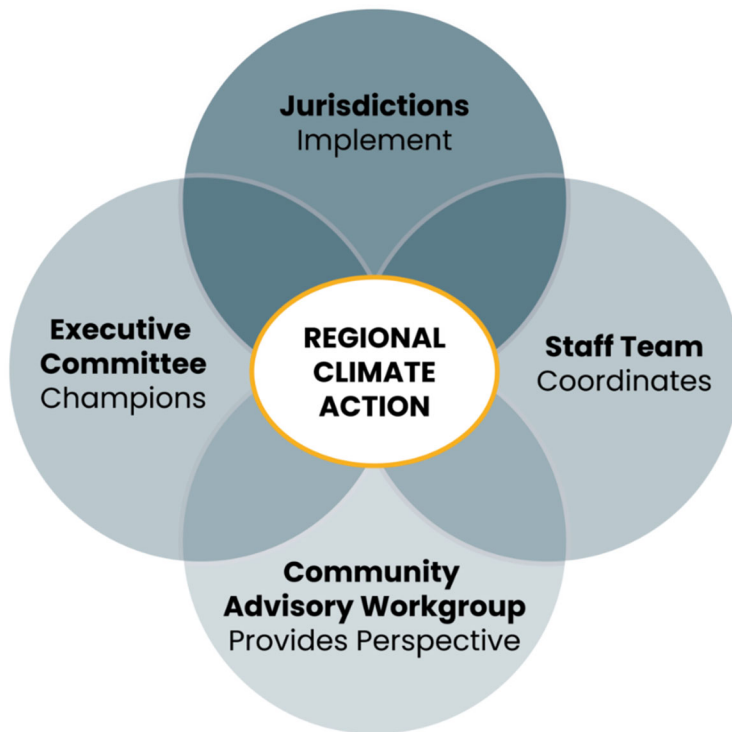 Jurisdictions
Implement
Executive
Committee
Champions
REGIONAL
CLIMATE
ACTION
Staff Team
Coordinates
Community
Advisory Workgroup
Provides Perspective